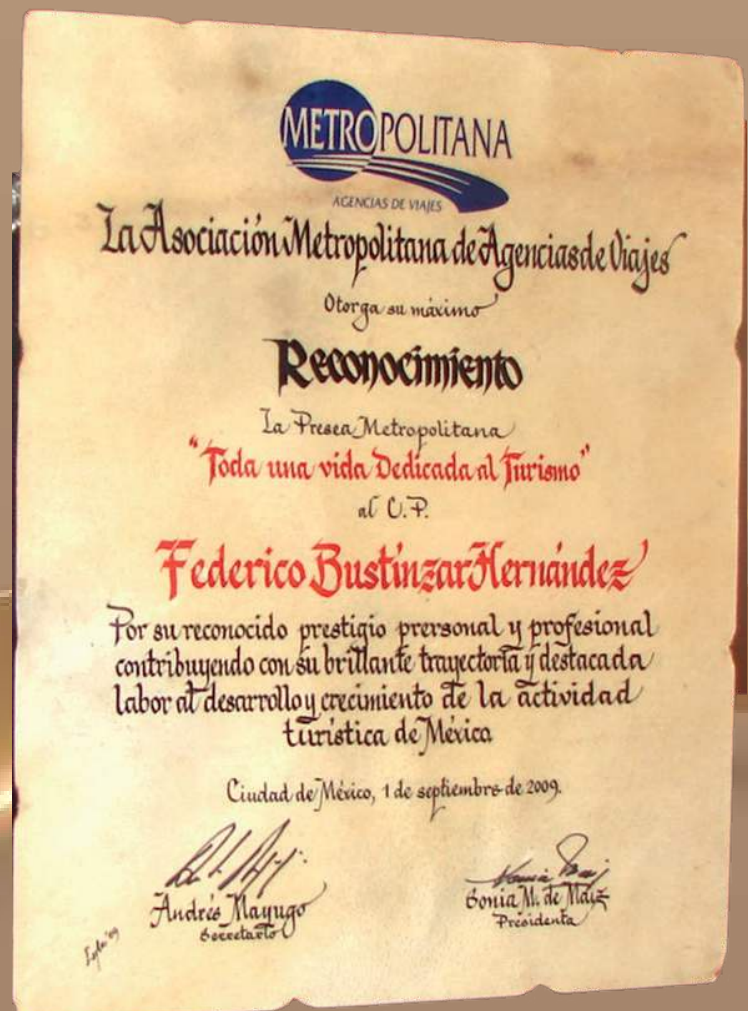 METROPOLITANA
AGENCIAS DE VIAJES
La Asociación Metropolitana de Agencias de Viajes
Otorga su máximo
Reconocimiento
La Presea Metropolitana
"Toda una vida Dedicada al Turismo"
al C.P.
Federico Bustínzar Hernández
Por su reconocido prestigio prersonal y profesional
contribuyendo con su brillante trayectoria y destacada
labor al desarrollo y crecimiento de la actividad
turística de México
Ciudad de México, 1 de septiembre de 2009.
Andrés Mayugo
Secretario
Sonia M. de Maíz
Presidenta